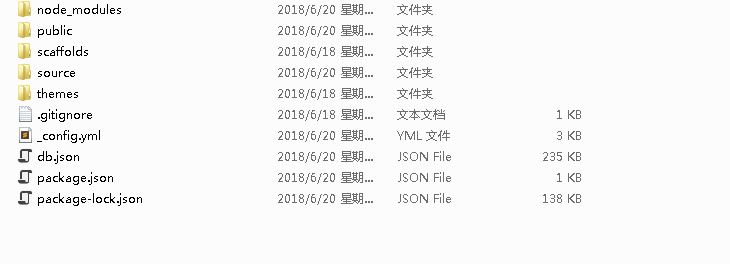 node_modules 2018/6/20 星期... 文件夹
public 2018/6/20 星期... 文件夹
scaffolds 2018/6/18 星期... 文件夹
source 2018/6/20 星期... 文件夹
themes 2018/6/18 星期... 文件夹
.gitignore 2018/6/18 星期... 文本文档 1 KB
_config.yml 2018/6/20 星期... YML 文件 3 KB
db.json 2018/6/20 星期... JSON File 235 KB
package.json 2018/6/20 星期... JSON File 1 KB
package-lock.json 2018/6/20 星期... JSON File 138 KB